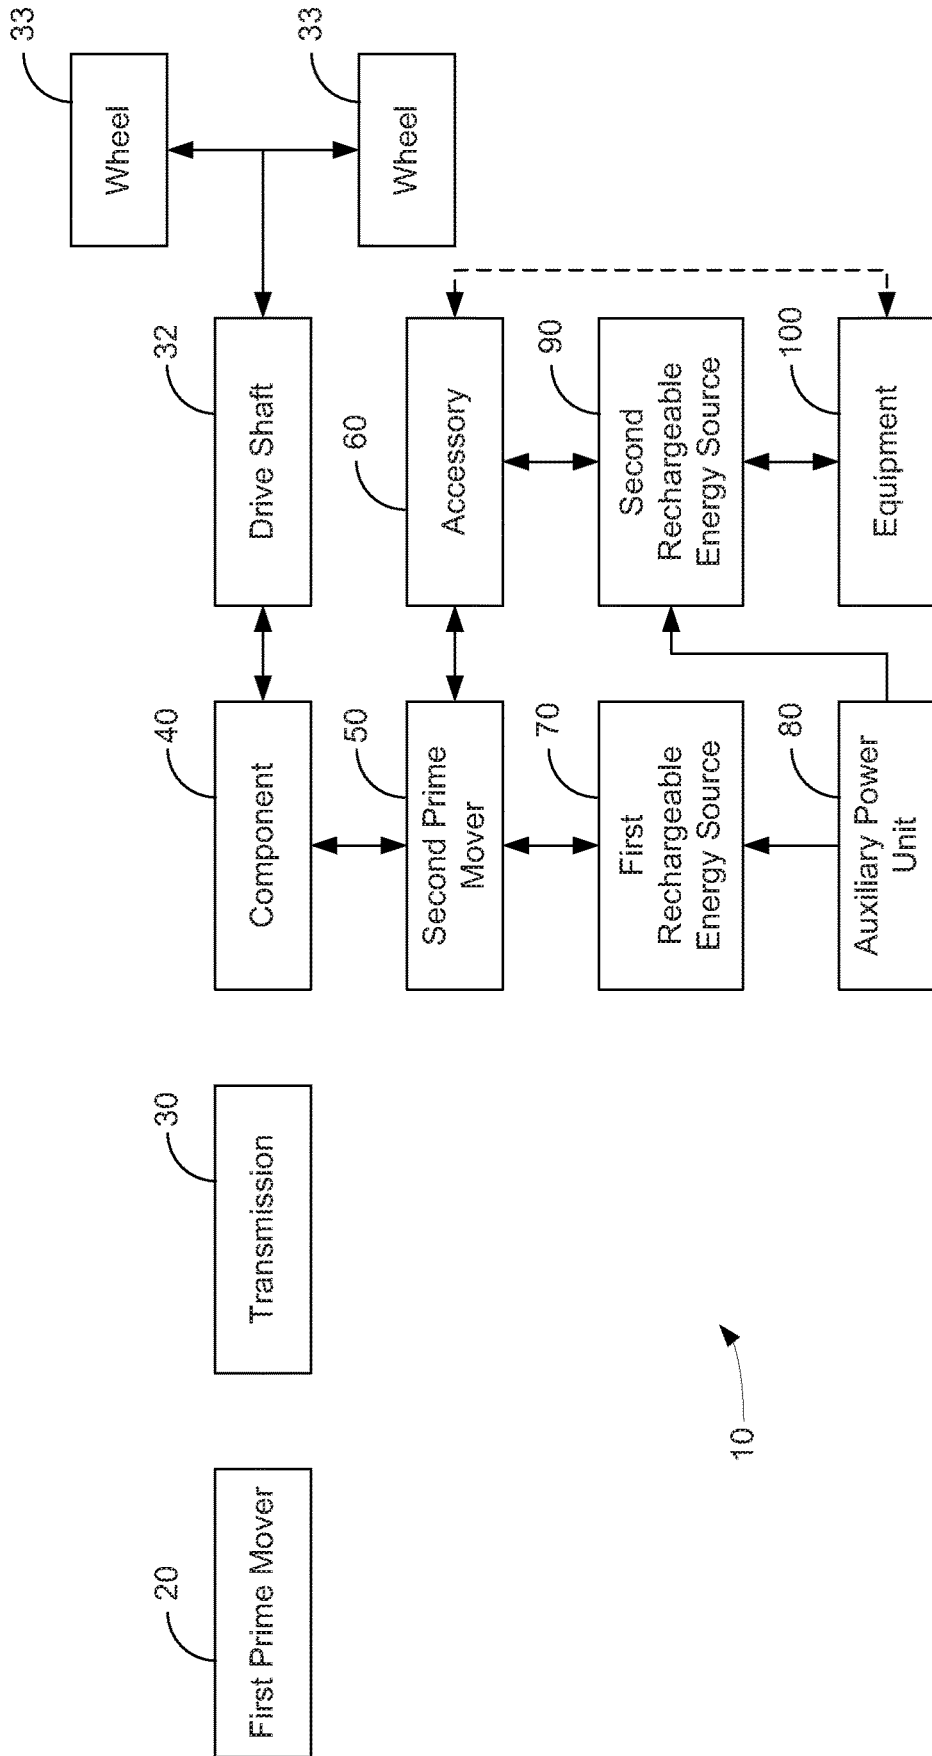 20
First Prime Mover
30
Transmission
40
Component
32
Drive Shaft
33
Wheel
33
Wheel
50
Second Prime
Mover
60
Accessory
70
First
Rechargeable
Energy Source
90
Second
Rechargeable
Energy Source
80
Auxiliary Power
Unit
100
Equipment
10